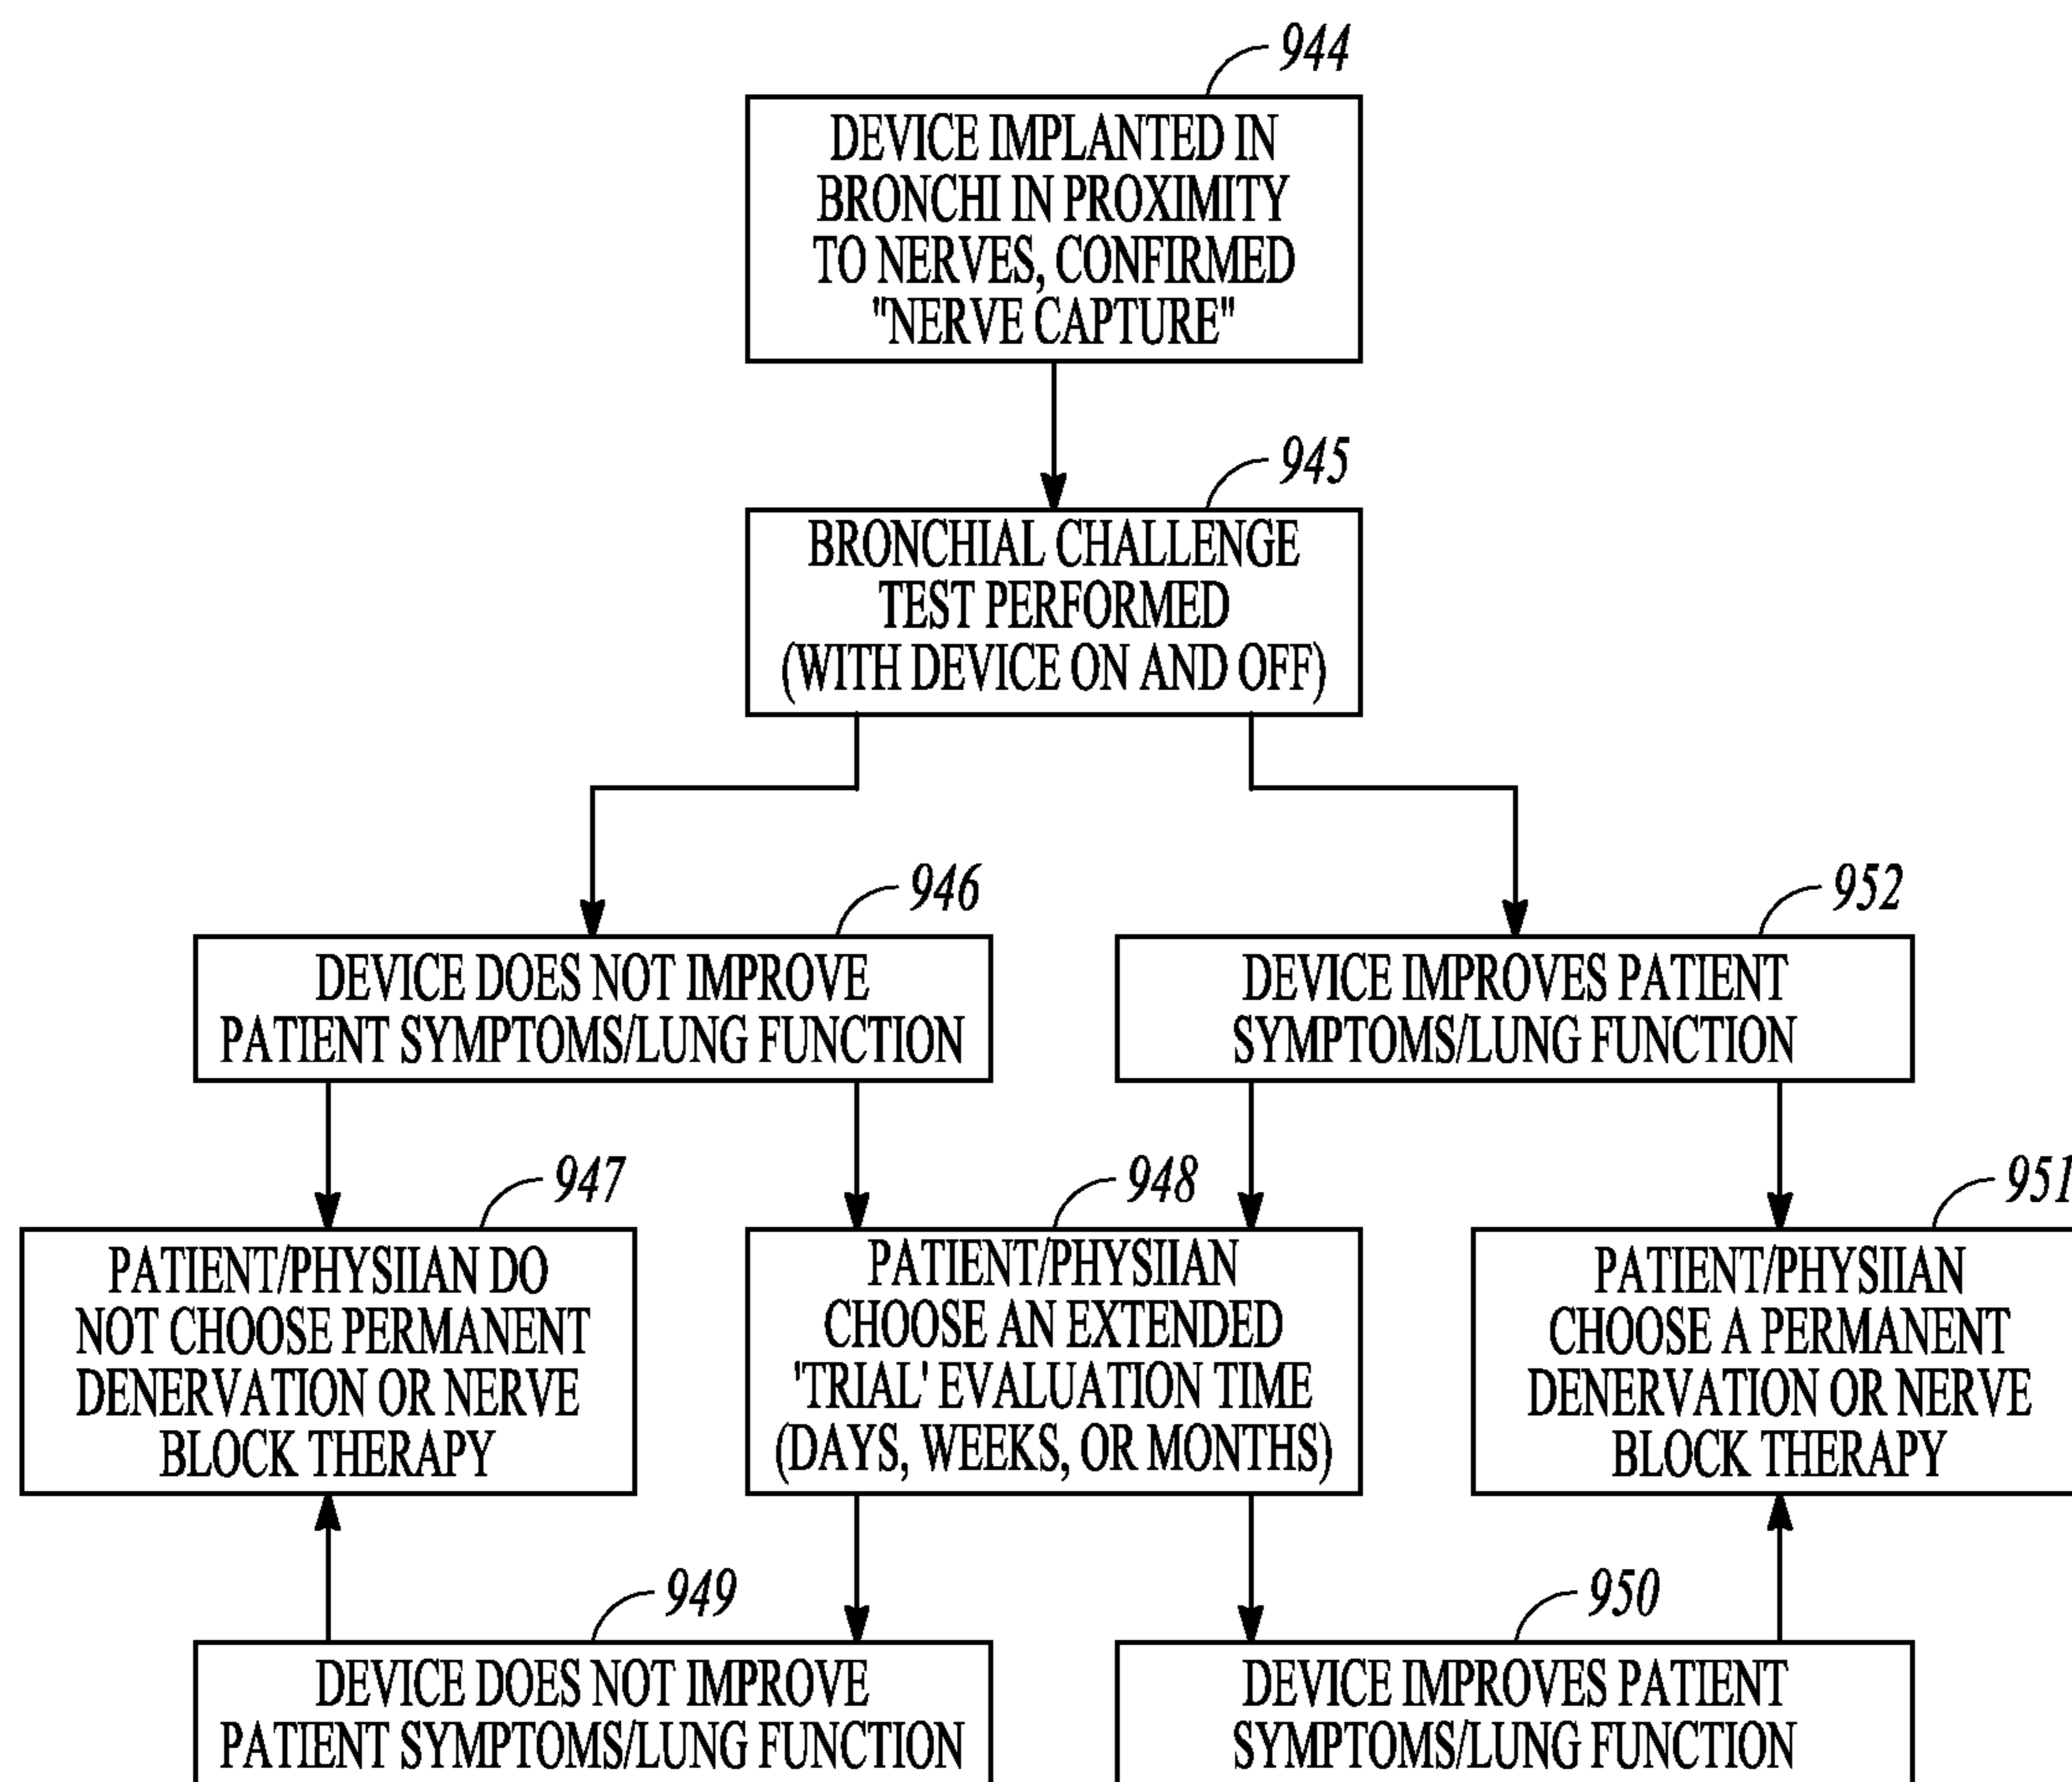 944
DEVICE IMPLANTED IN
BRONCHI IN PROXIMITY
TO NERVES, CONFIRMED
"NERVE CAPTURE"
945
BRONCHIAL CHALLENGE
TEST PERFORMED
(WITH DEVICE ON AND OFF)
946
DEVICE DOES NOT IMPROVE
PATIENT SYMPTOMS/LUNG FUNCTION
952
DEVICE IMPROVES PATIENT
SYMPTOMS/LUNG FUNCTION
947
PATIENT/PHYSIIAN DO
NOT CHOOSE PERMANENT
DENERVATION OR NERVE
BLOCK THERAPY
948
PATIENT/PHYSIIAN
CHOOSE AN EXTENDED
'TRIAL' EVALUATION TIME
(DAYS, WEEKS, OR MONTHS)
951
PATIENT/PHYSIIAN
CHOOSE A PERMANENT
DENERVATION OR NERVE
BLOCK THERAPY
949
DEVICE DOES NOT IMPROVE
PATIENT SYMPTOMS/LUNG FUNCTION
950
DEVICE IMPROVES PATIENT
SYMPTOMS/LUNG FUNCTION